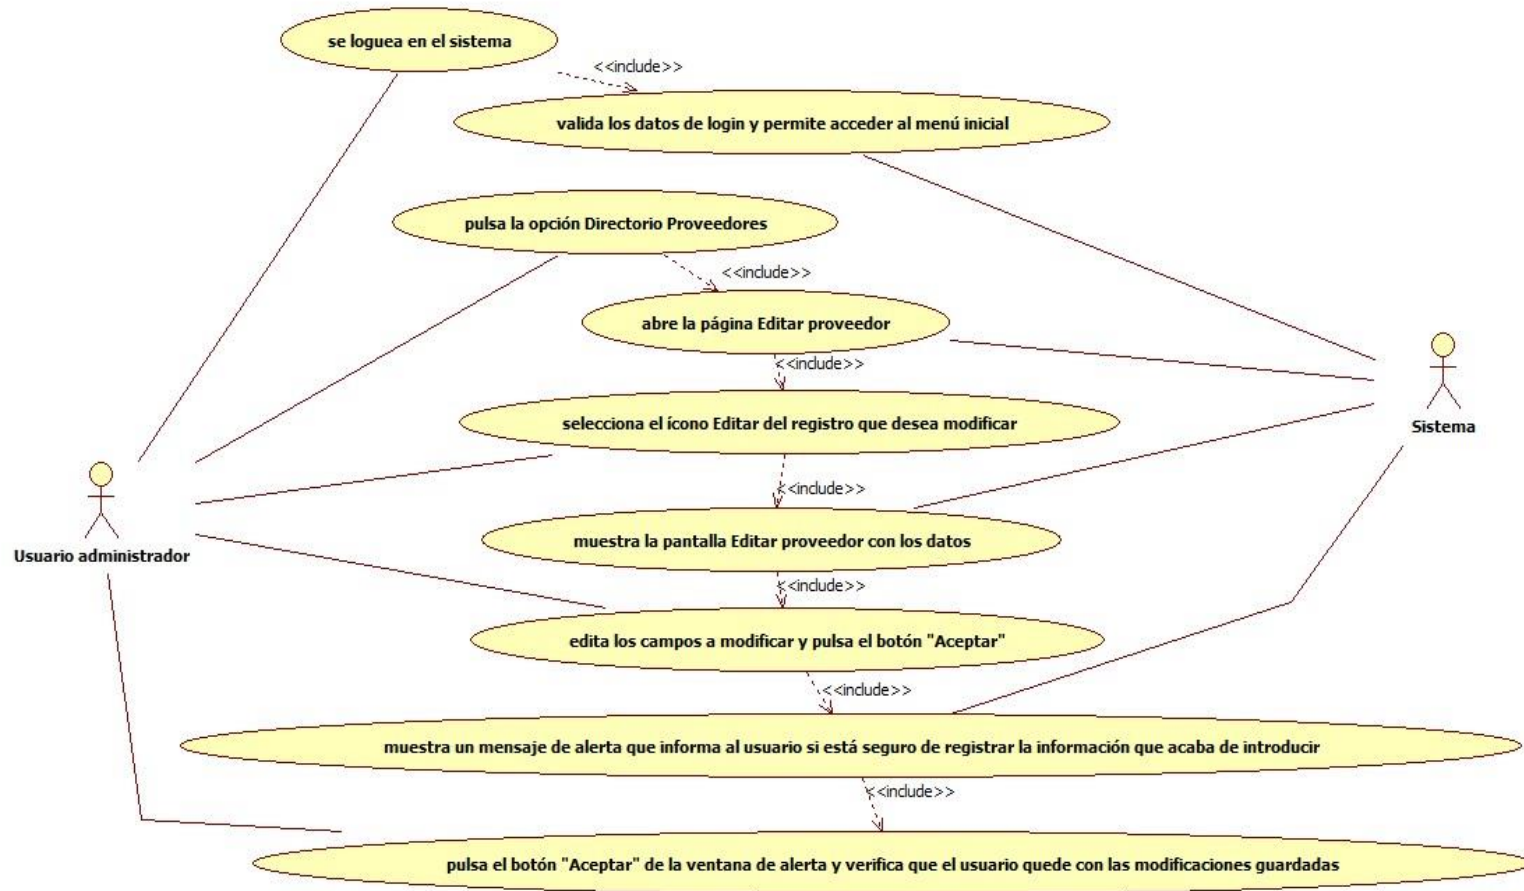 se loguea en el sistema
<<include>>
valida los datos de login y permite acceder al menú inicial
pulsa la opción Directorio Proveedores
<<include>>
abre la página Editar proveedor
<<include>>
selecciona el ícono Editar del registro que desea modificar
Sistema
<<include>>
muestra la pantalla Editar proveedor con los datos
Usuario administrador
<<include>>
edita los campos a modificar y pulsa el botón "Aceptar"
<<include>>
muestra un mensaje de alerta que informa al usuario si está seguro de registrar la información que acaba de introducir
<<include>>
pulsa el botón "Aceptar" de la ventana de alerta y verifica que el usuario quede con las modificaciones guardadas